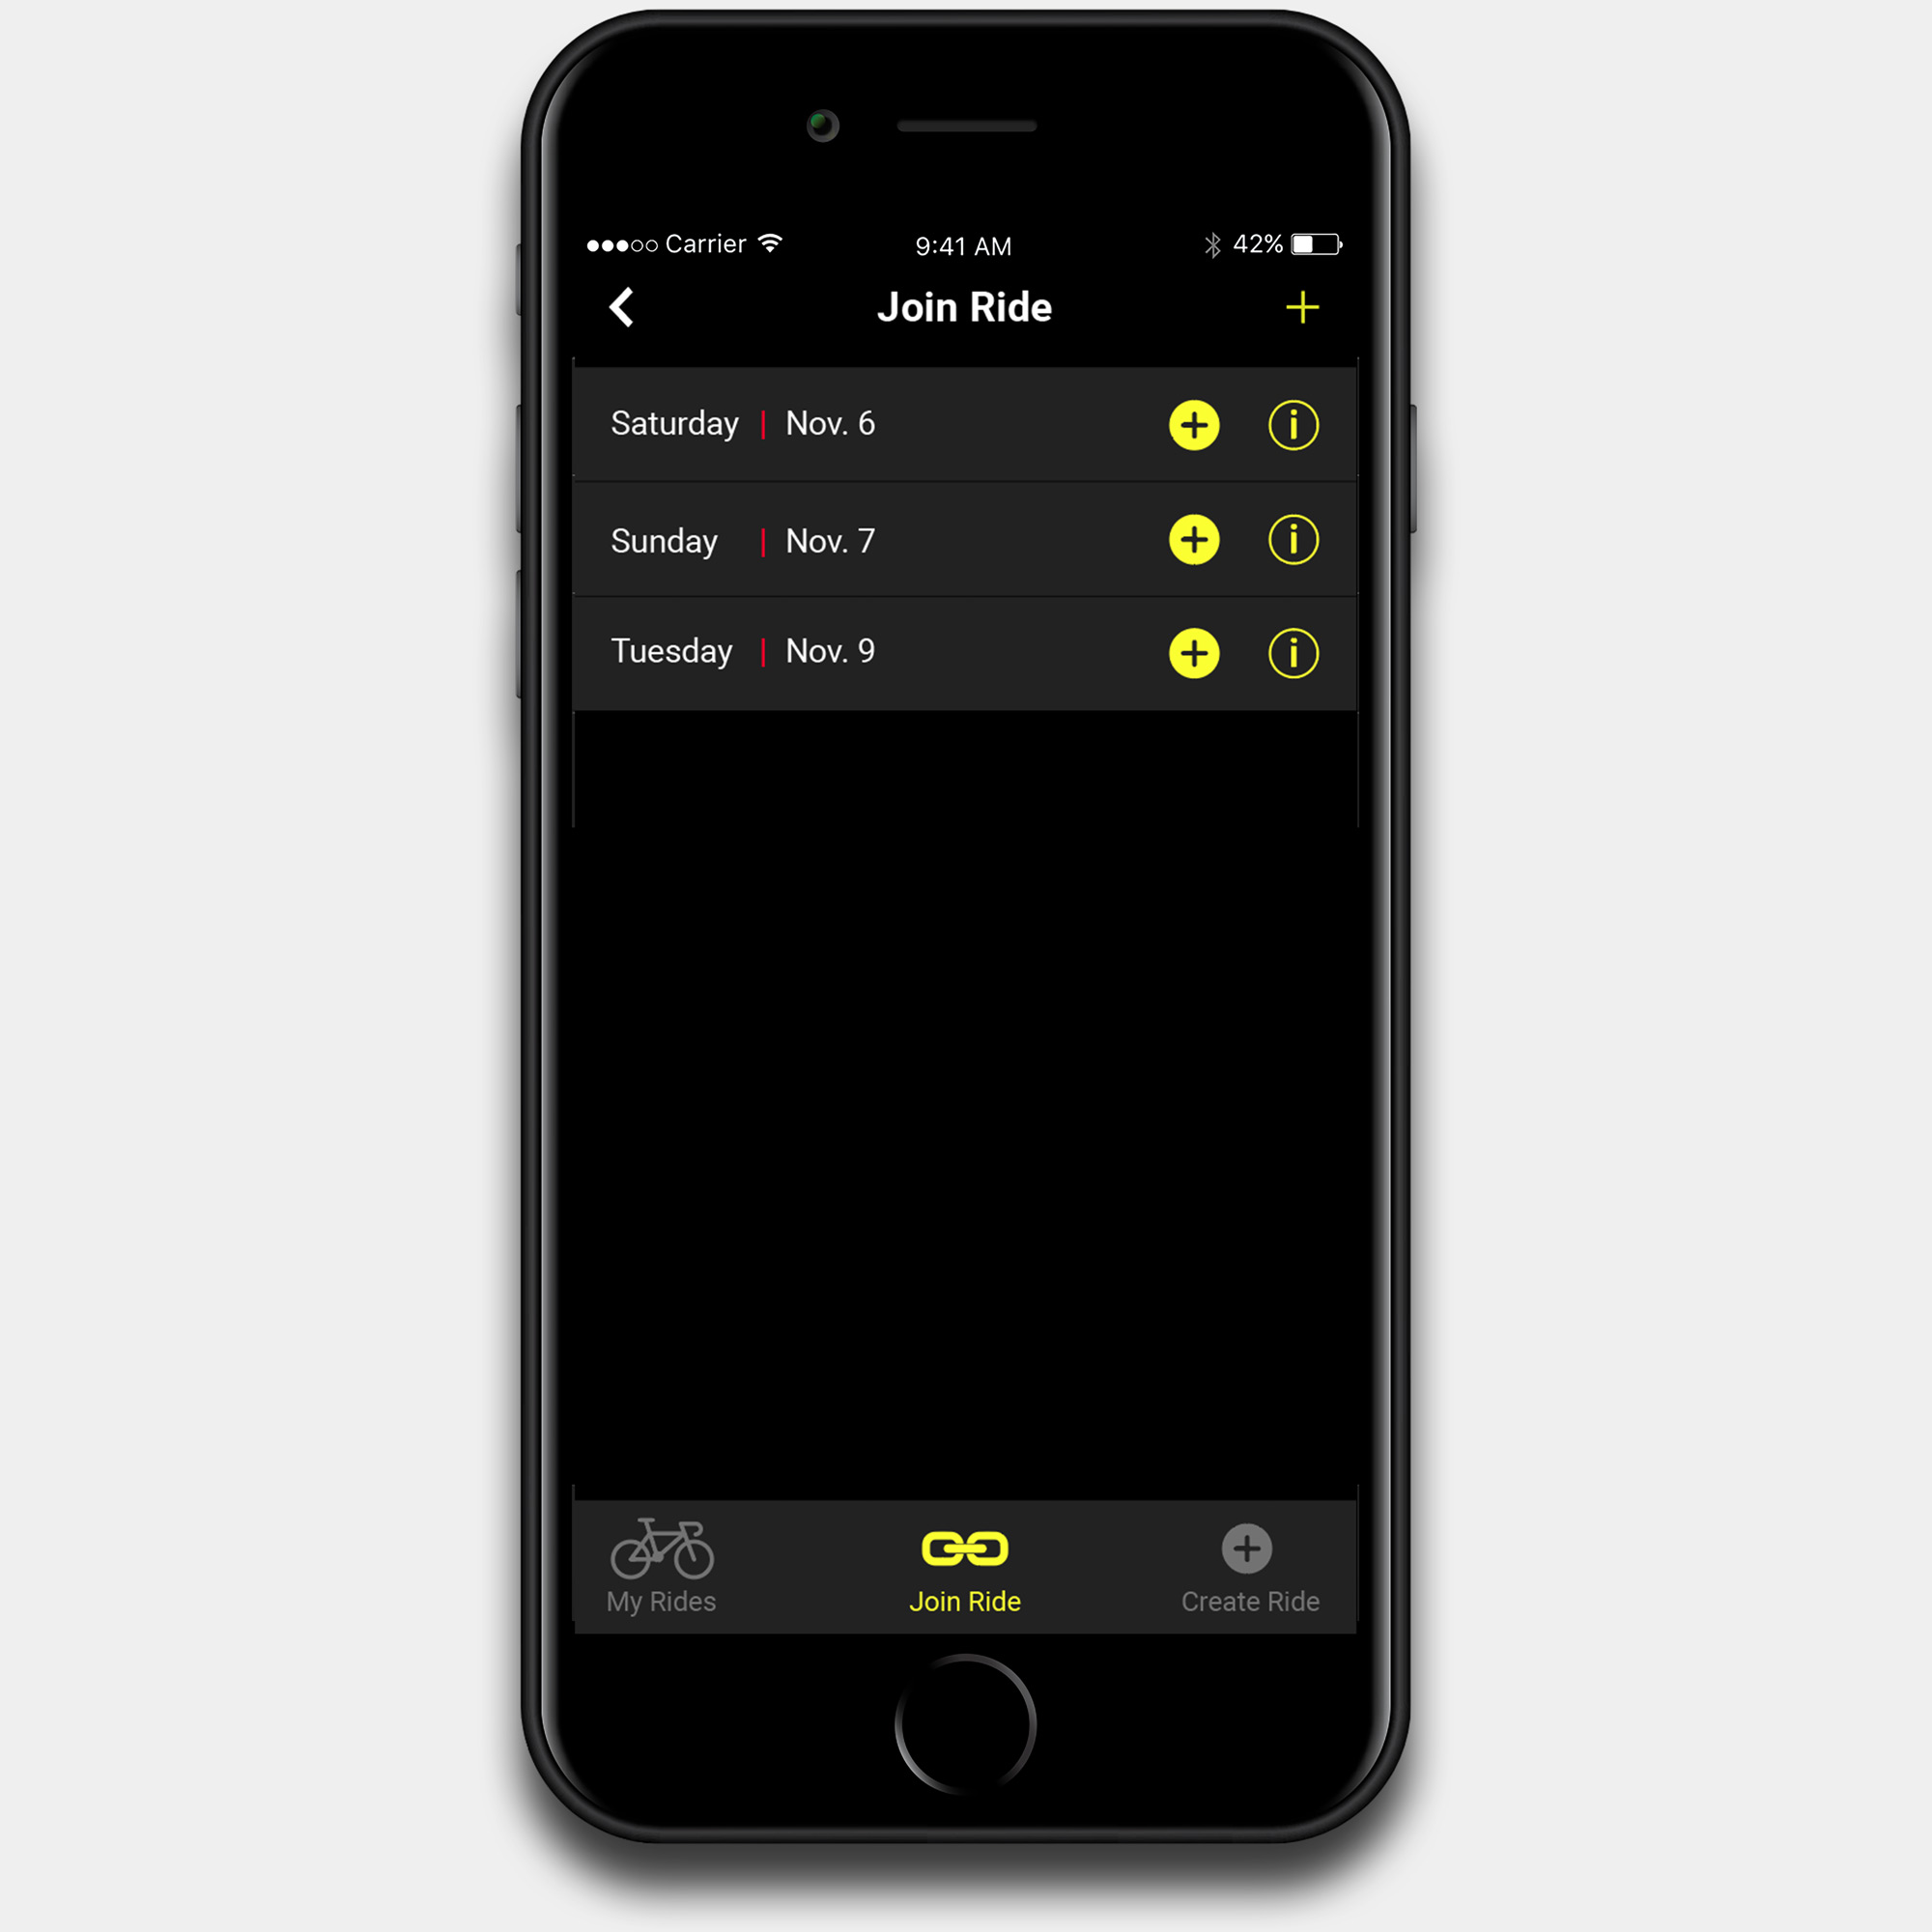 Carrier 9:41 AM 42%
Join Ride
Saturday | Nov. 6
Sunday | Nov. 7
Tuesday | Nov. 9
My Rides Join Ride Create Ride